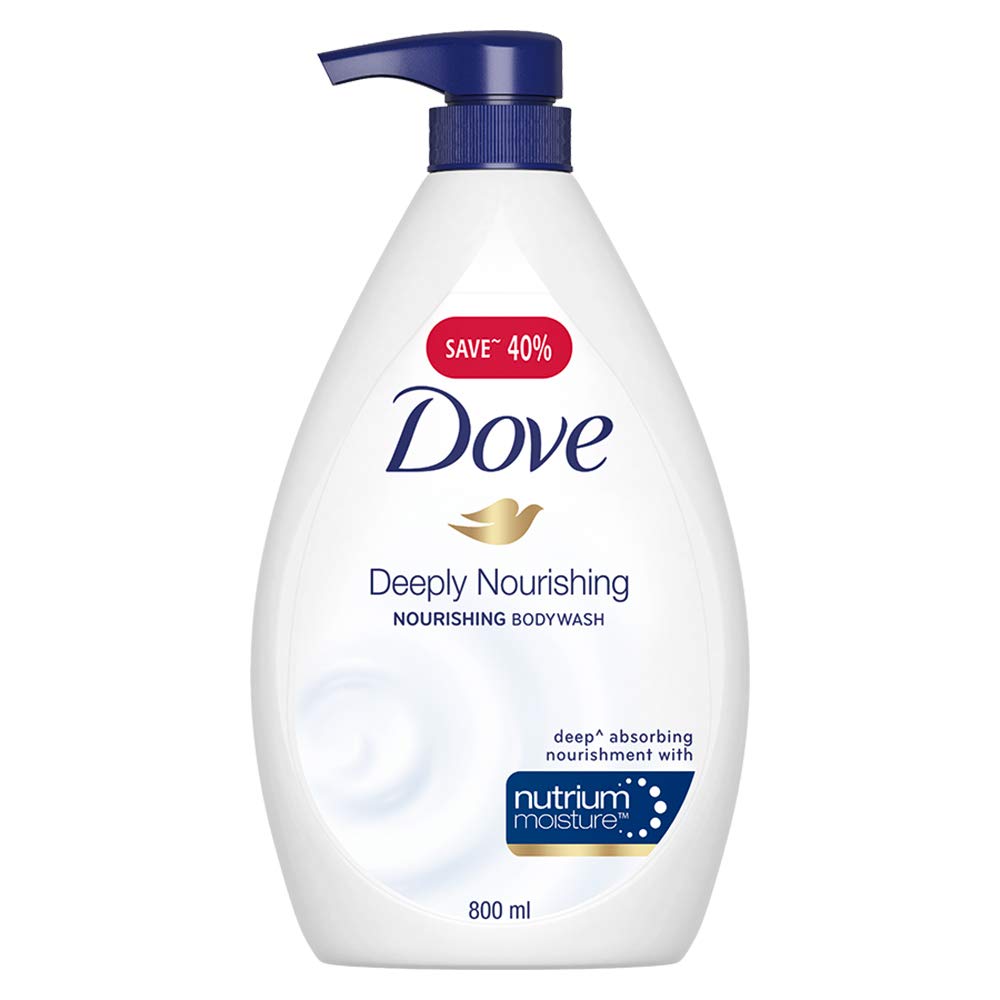 SAVE~ 40%
Dove
Deeply Nourishing
NOURISHING BODYWASH
deep^ absorbing
nourishment with
nutrium
moisture™
800 ml